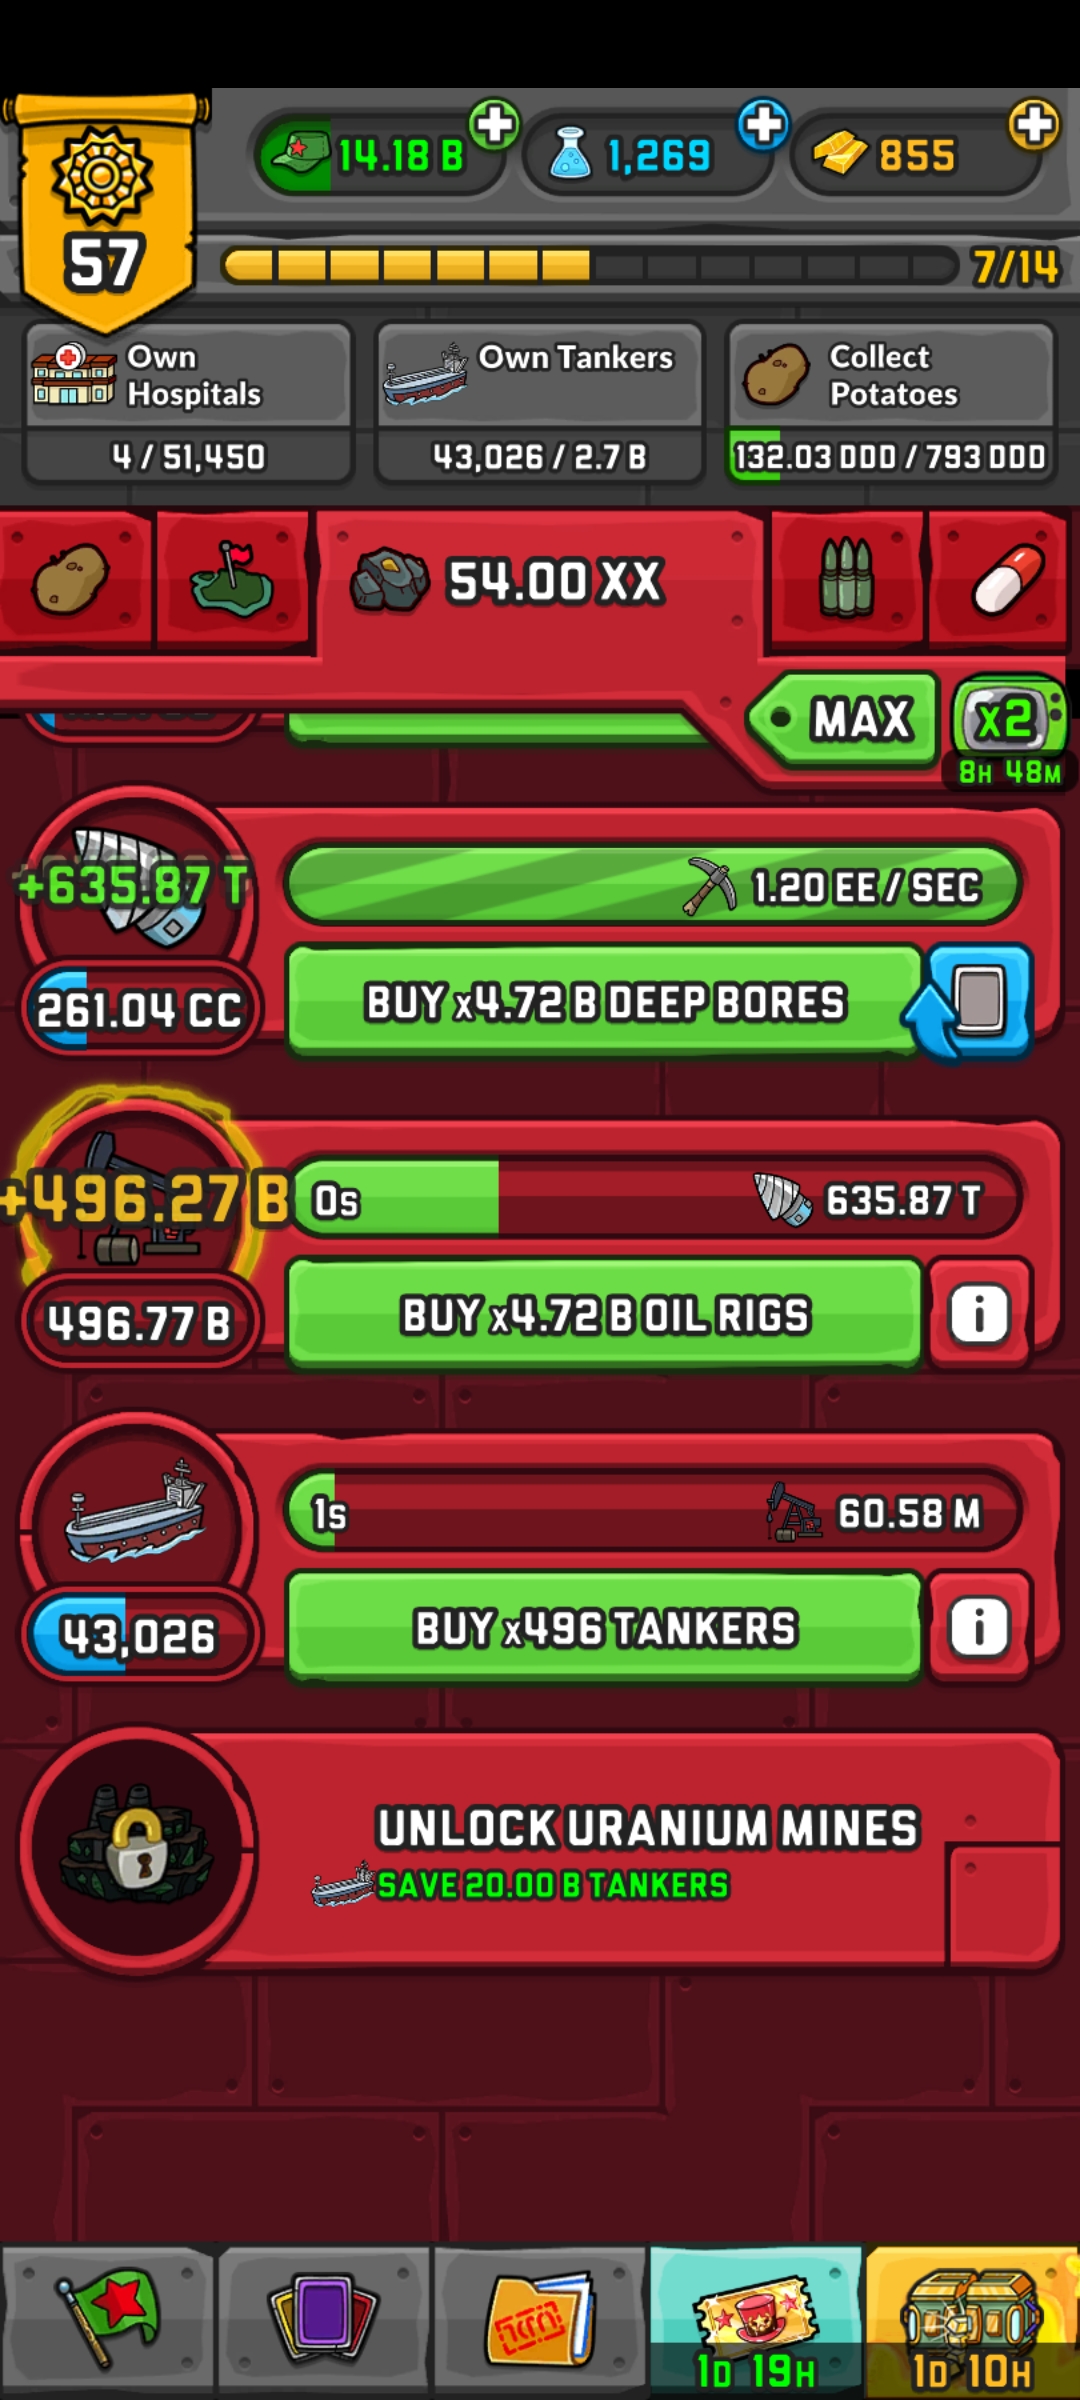 57
14.18 B
1,269
855
7/14
Own
Hospitals
4 / 51,450
Own Tankers
43,026 / 2.7 B
Collect
Potatoes
132.03 DDD / 793 DDD
54.00 XX
MAX
x2
8H 48M
+635.87 T
1.20 EE / SEC
261.04 CC
BUY x4.72 B DEEP BORES
+496.27 B
0s
635.87 T
496.77 B
BUY x4.72 B OIL RIGS
i
1s
60.58 M
43,026
BUY x496 TANKERS
i
UNLOCK URANIUM MINES
SAVE 20.00 B TANKERS
1D 19H
1D 10H